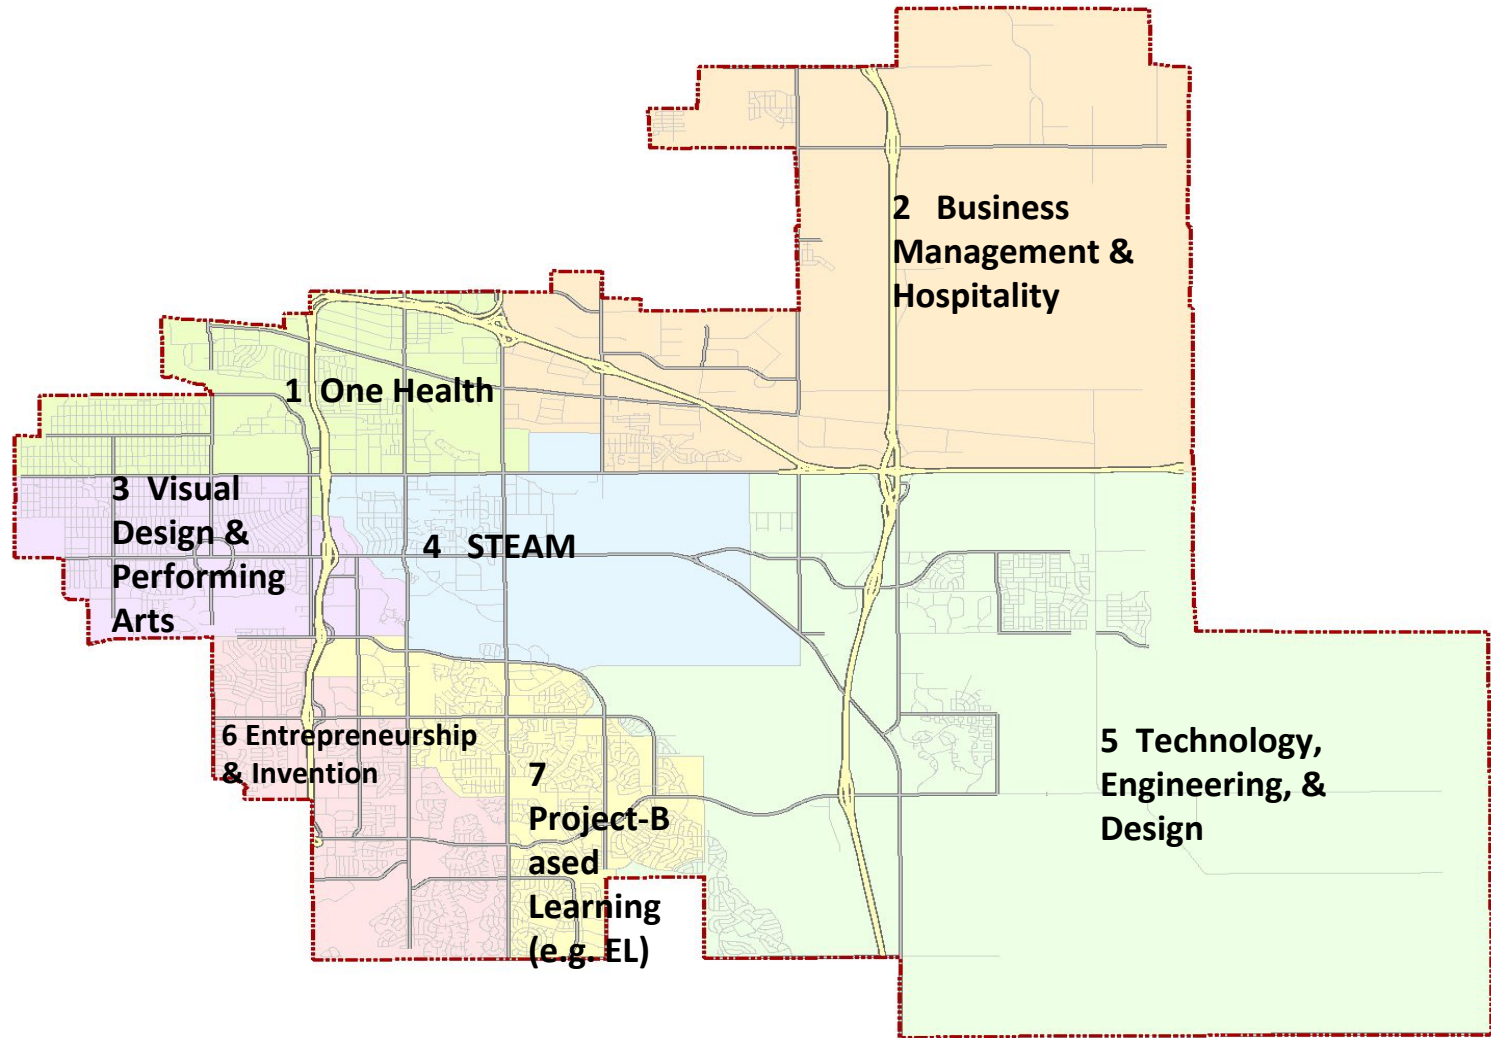 2 Business
Management &
Hospitality
1 One Health
3 Visual
Design &
Performing
Arts
4 STEAM
6 Entrepreneurship
& Invention
7
Project-B
ased
Learning
(e.g. EL)
5 Technology,
Engineering, &
Design